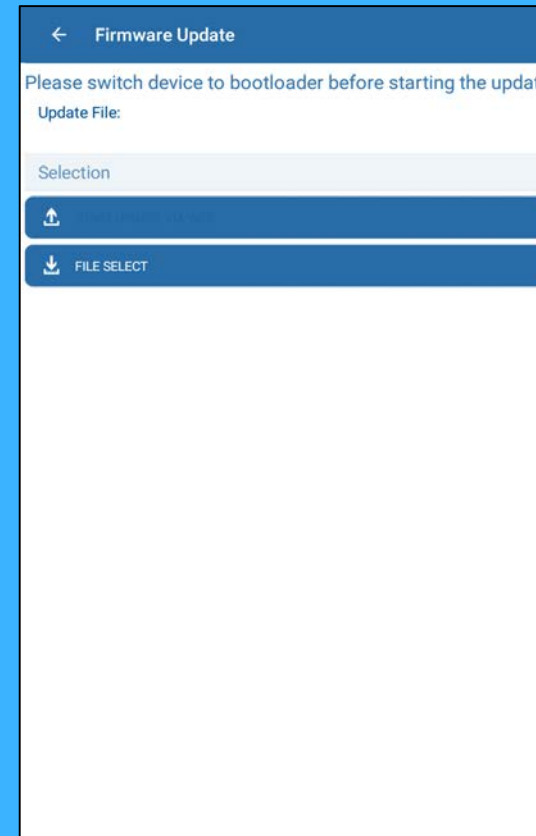 Firmware Update
Please switch device to bootloader before starting the updat
Update File:
Selection
FILE SELECT